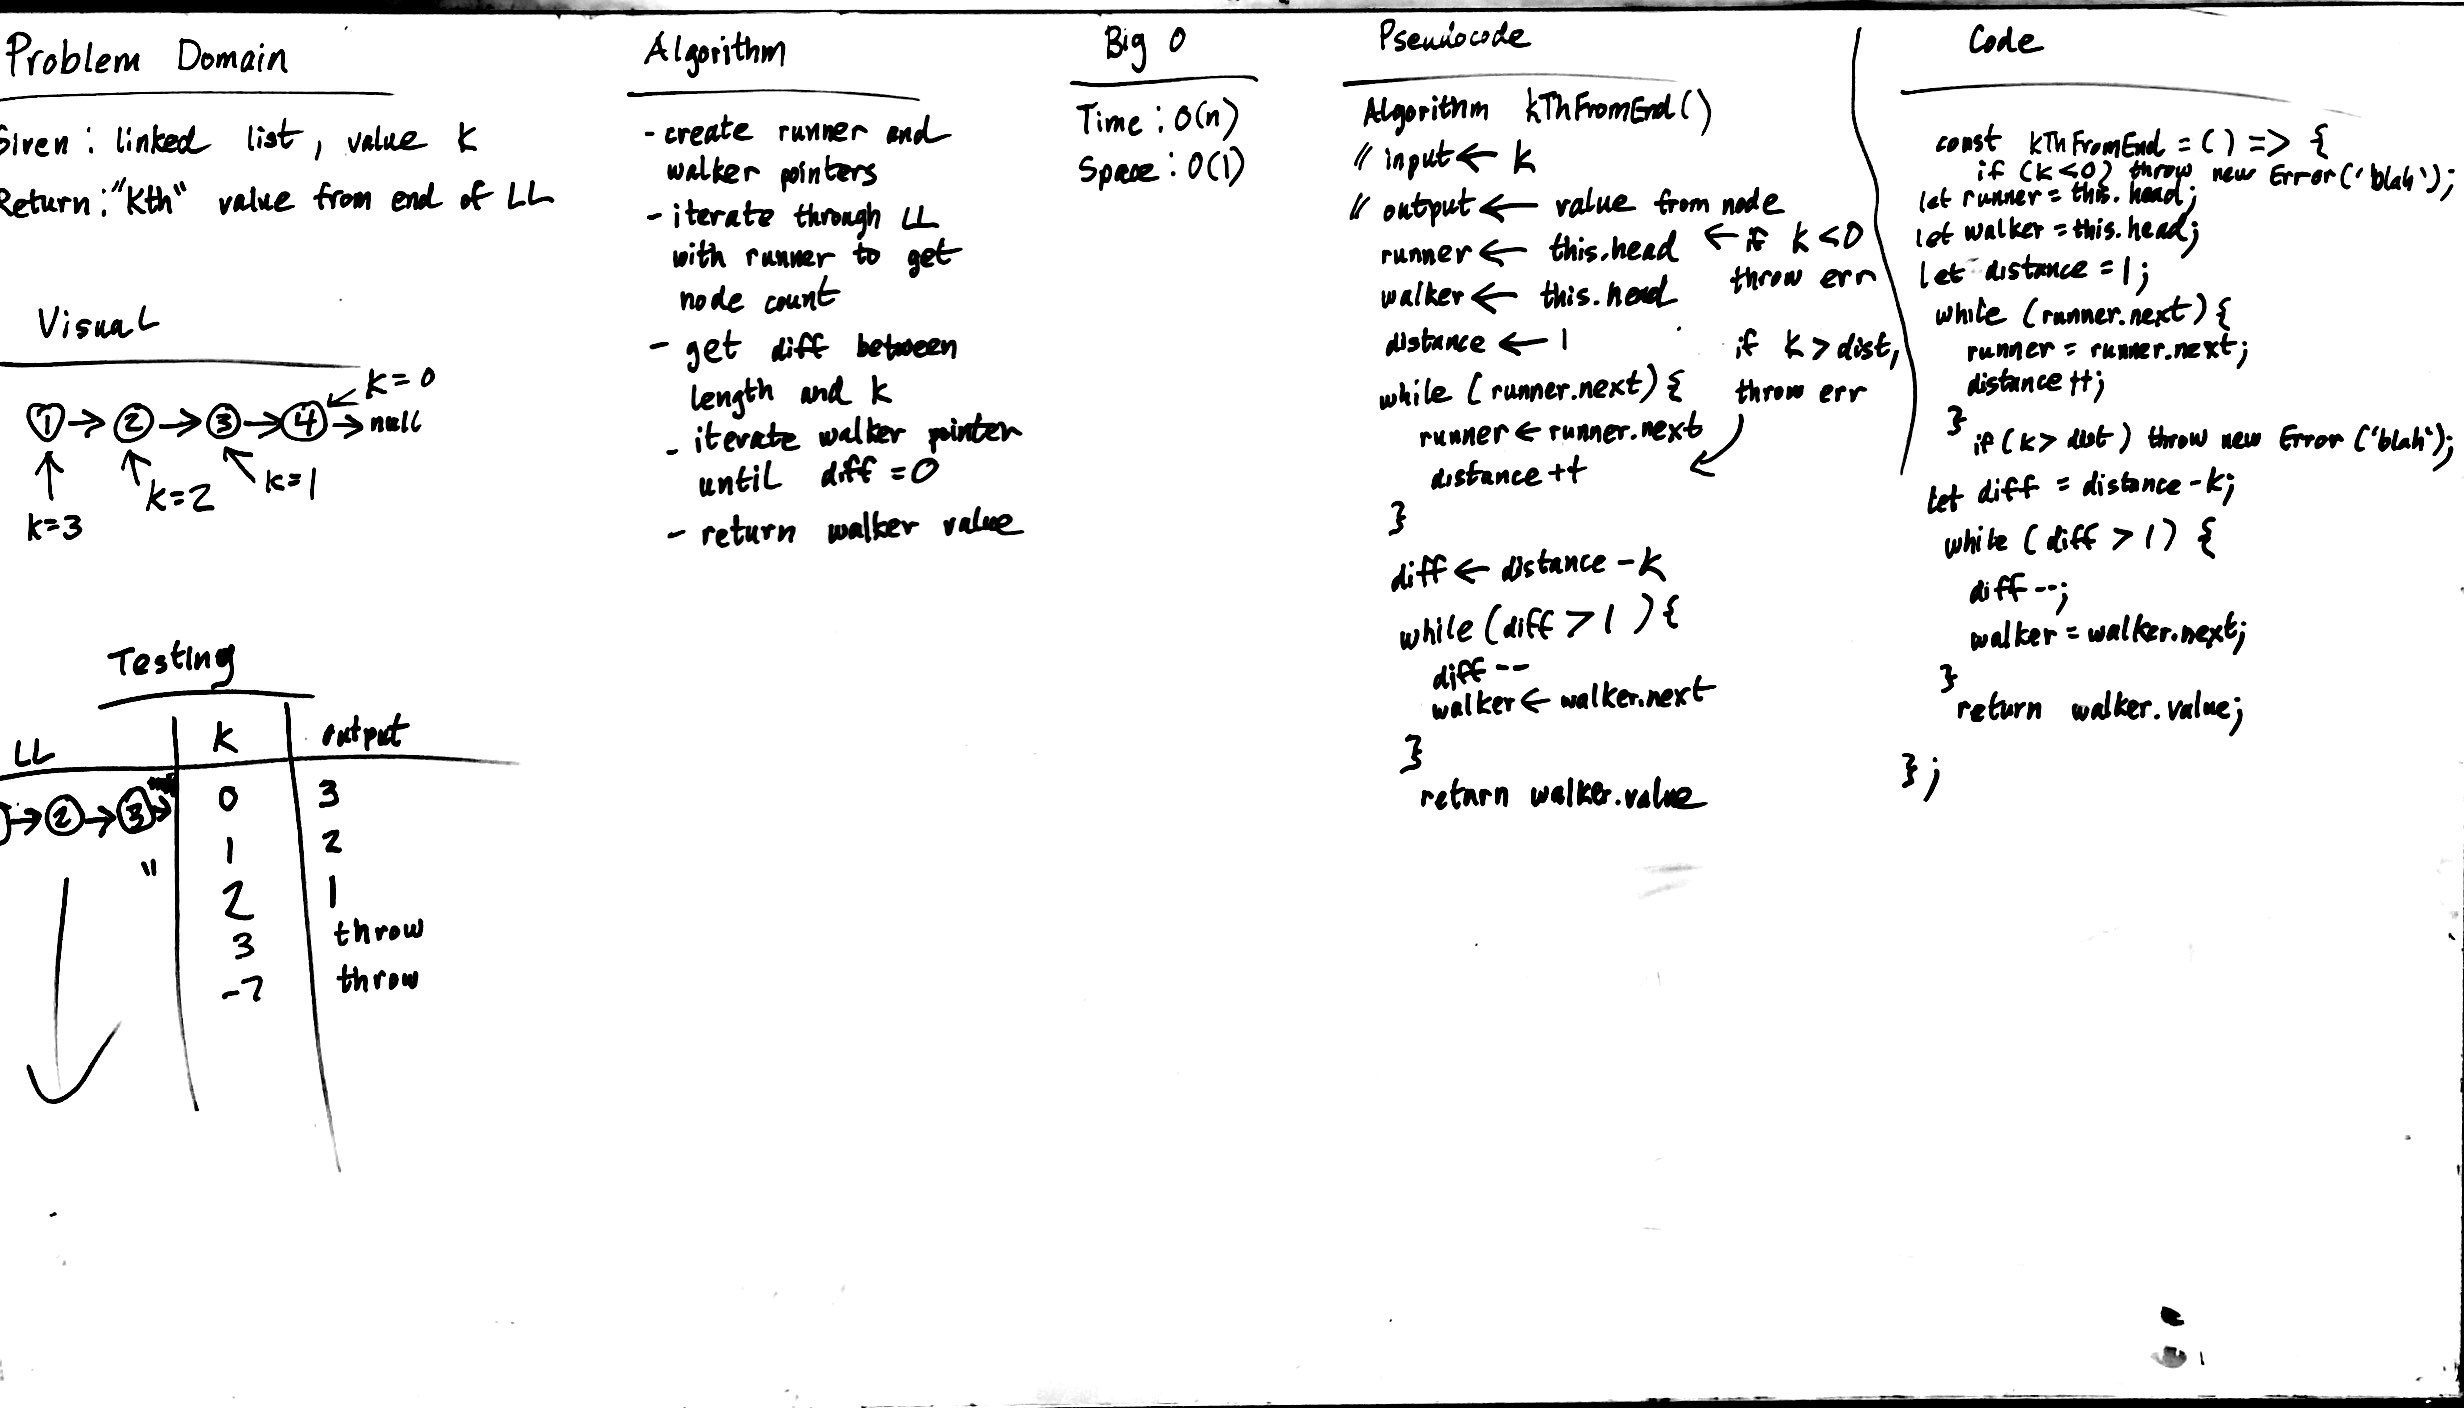 Problem Domain
Given: linked list, value k
Return: "Kth" value from end of LL
Visual
1 → 2 → 3 → 4 → null
k=0
k=1
k=2
k=3
Testing
LL k output
→ 2 → 3 → 0 3
" 1 2
2 1
3 throw
-7 throw
Algorithm
- create runner and
walker pointers
- iterate through LL
with runner to get
node count
- get diff between
length and k
- iterate walker pointer
until diff = 0
- return walker value
Big O
Time: O(n)
Space: O(1)
Pseudocode
Algorithm kThFromEnd()
// input ← k
// output ← value from node
runner ← this.head ← if k < 0
throw err
walker ← this.head
distance ← 1
if k > dist,
throw err
while (runner.next) {
runner ← runner.next
distance ++
}
diff ← distance - k
while (diff > 1) {
diff --
walker ← walker.next
}
return walker.value
Code
const kThFromEnd = () => {
if (k<0) throw new Error('blah');
let runner = this.head;
let walker = this.head;
let distance = 1;
while (runner.next) {
runner = runner.next;
distance ++;
}
if (k > dist) throw new Error ('blah');
let diff = distance - k;
while (diff > 1) {
diff --;
walker = walker.next;
}
return walker.value;
};